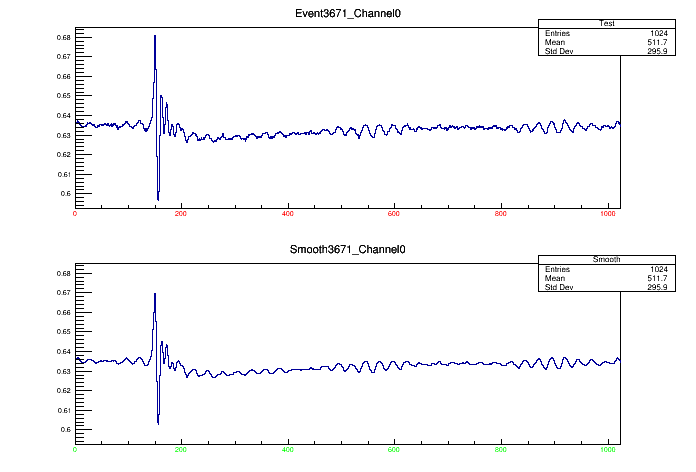 Event3671_Channel0
Test
Entries 1024
Mean 511.7
Std Dev 295.9
0.68
0.67
0.66
0.65
0.64
0.63
0.62
0.61
0.6
0 200 400 600 800 1000
Smooth3671_Channel0
Smooth
Entries 1024
Mean 511.7
Std Dev 295.9
0.68
0.67
0.66
0.65
0.64
0.63
0.62
0.61
0.6
0 200 400 600 800 1000